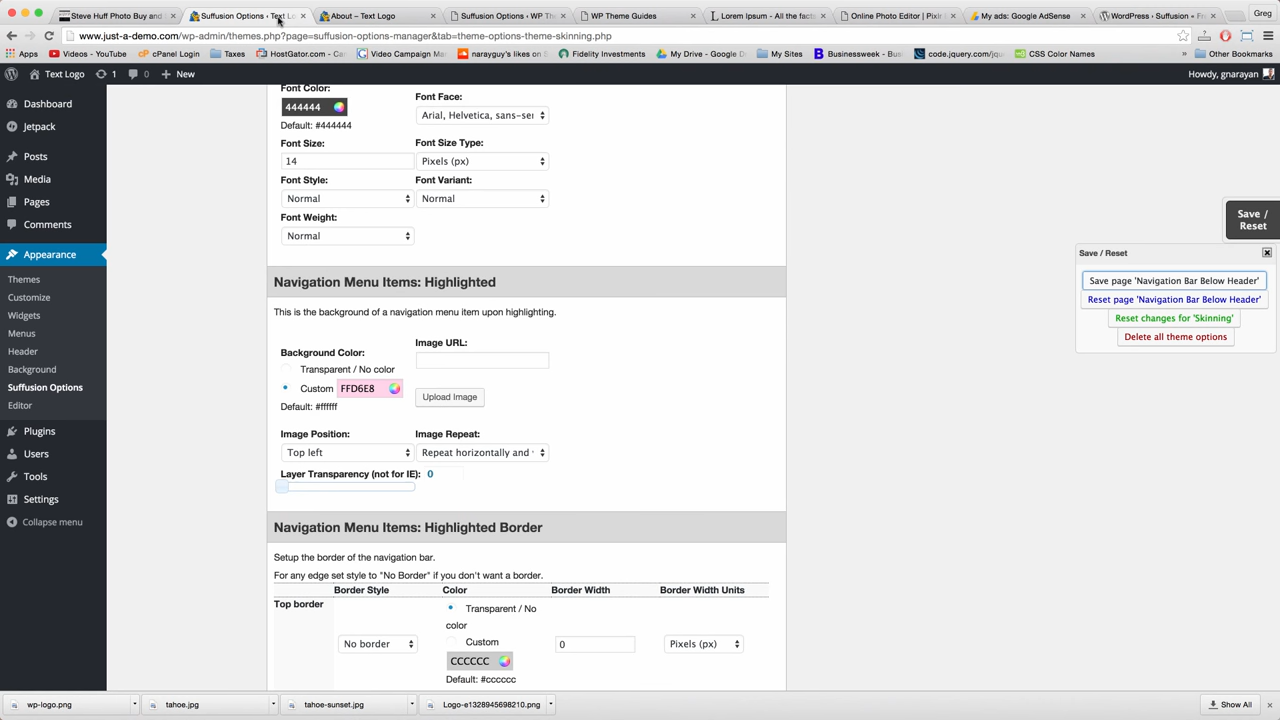 Steve Huff Photo Buy and
Suffusion Options ‹ Text Lo
About – Text Logo
Suffusion Options ‹ WP Th
WP Theme Guides
Lorem Ipsum - All the facts
Online Photo Editor | Pixlr
My ads: Google AdSense
WordPress › Suffusion « Fr
Greg
www.just-a-demo.com/wp-admin/themes.php?page=suffusion-options-manager&tab=theme-options-theme-skinning.php
Apps
Videos - YouTube
cPanel Login
Taxes
HostGator.com - Car
Video Campaign Mar
narayguy's likes on S
Fidelity Investments
My Drive - Google D
My Sites
Businessweek - Bus
code.jquery.com/jqu
CSS Color Names
»
Other Bookmarks
Text Logo
1
0
New
Howdy, gnarayan
Dashboard
Jetpack
Posts
Media
Pages
Comments
Appearance
Themes
Customize
Widgets
Menus
Header
Background
Suffusion Options
Editor
Plugins
Users
Tools
Settings
Collapse menu
Font Color:
444444
Default: #444444
Font Face:
Arial, Helvetica, sans-ser
Font Size:
14
Font Size Type:
Pixels (px)
Font Style:
Normal
Font Variant:
Normal
Font Weight:
Normal
Navigation Menu Items: Highlighted
This is the background of a navigation menu item upon highlighting.
Background Color:
Transparent / No color
Custom FFD6E8
Default: #ffffff
Image URL:
Upload Image
Image Position:
Top left
Image Repeat:
Repeat horizontally and
Layer Transparency (not for IE): 0
Navigation Menu Items: Highlighted Border
Setup the border of the navigation bar.
For any edge set style to "No Border" if you don't want a border.
Border Style Color Border Width Border Width Units
Top border
No border
Transparent / No
color
Custom
CCCCCC
Default: #cccccc
0
Pixels (px)
Save /
Reset
Save / Reset
Save page 'Navigation Bar Below Header'
Reset page 'Navigation Bar Below Header'
Reset changes for 'Skinning'
Delete all theme options
wp-logo.png
tahoe.jpg
tahoe-sunset.jpg
Logo-e1328945698210.png
Show All